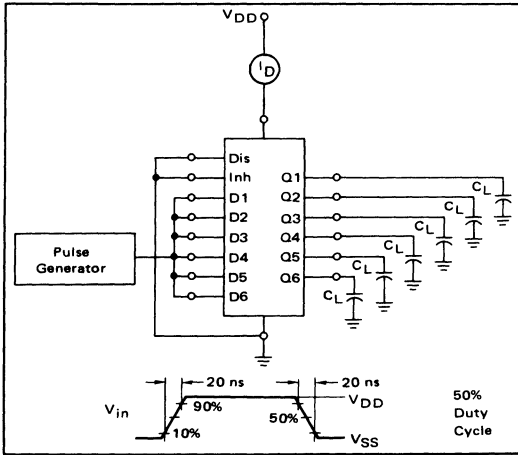 VDD
ID
Dis
Inh
D1
D2
D3
D4
D5
D6
Q1
Q2
Q3
Q4
Q5
Q6
CL
CL
CL
CL
CL
CL
Pulse
Generator
20 ns
20 ns
Vin
90%
10%
50%
VDD
VSS
50%
Duty
Cycle